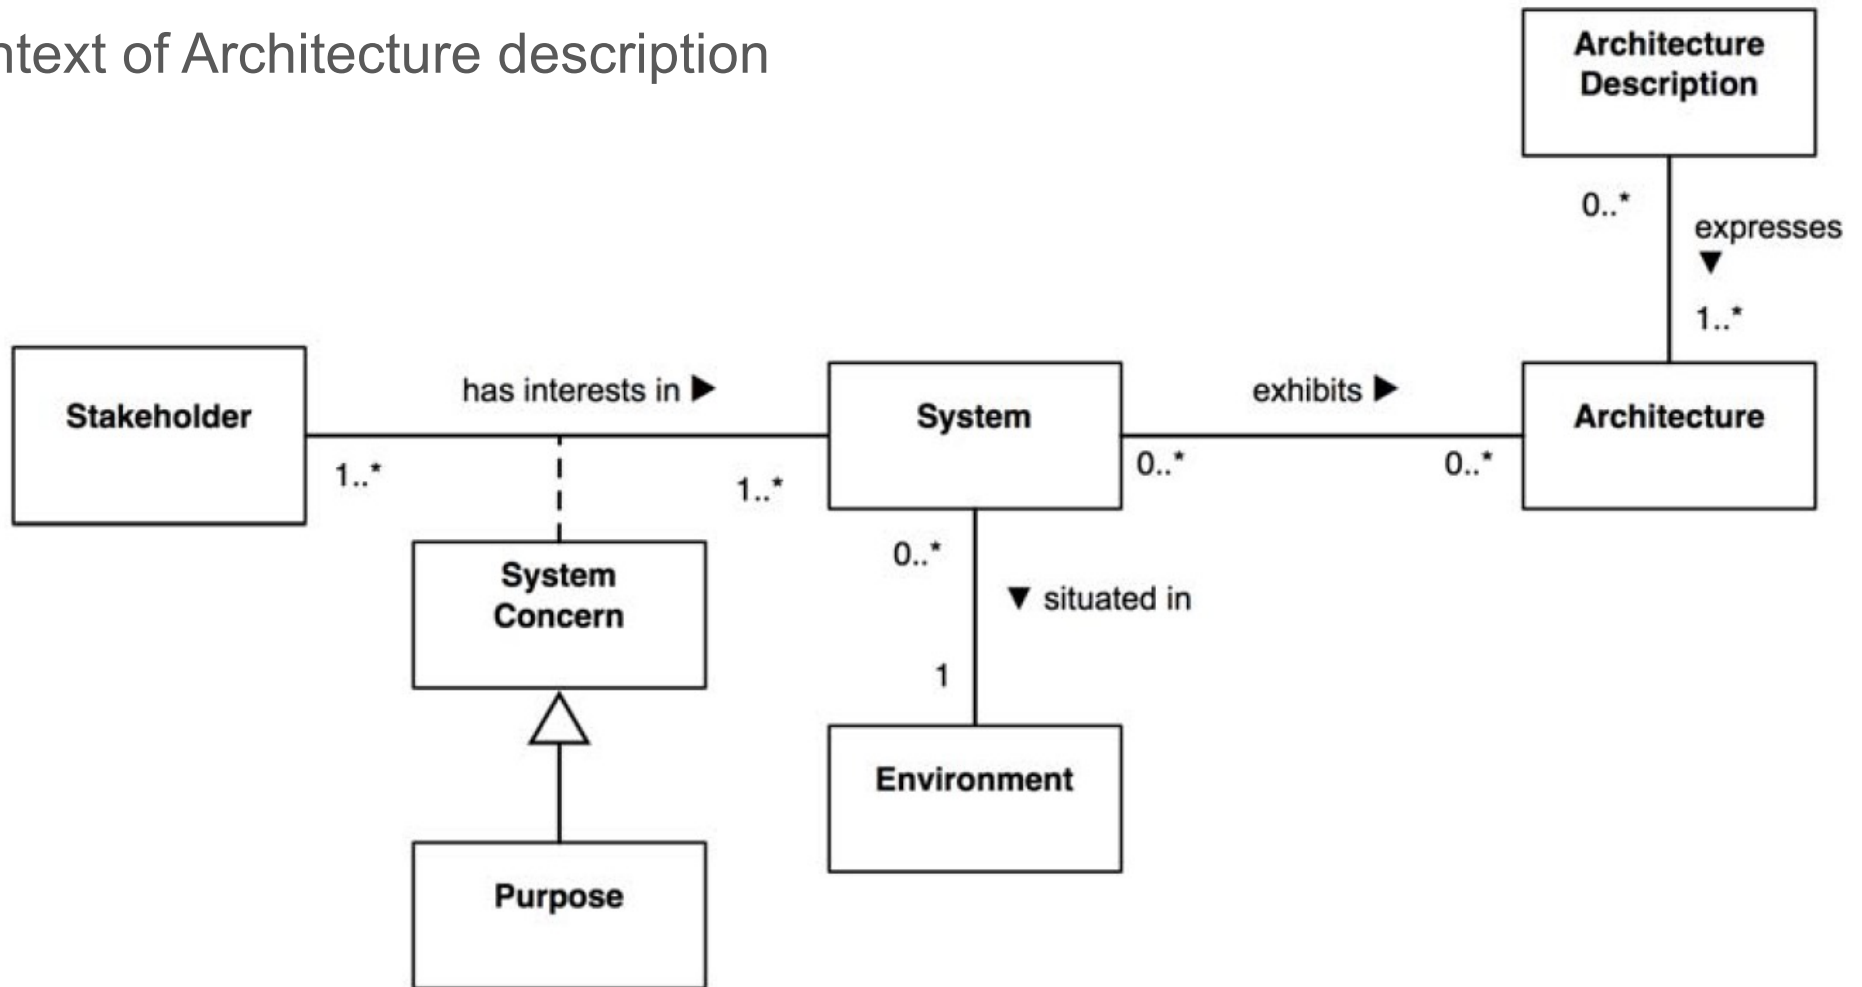 ntext of Architecture description
Architecture
Description
0..*
expresses
▼
1..*
Stakeholder
has interests in ▶
System
exhibits ▶
Architecture
1..*
1..*
0..*
0..*
System
Concern
0..*
▼ situated in
1
Environment
Purpose